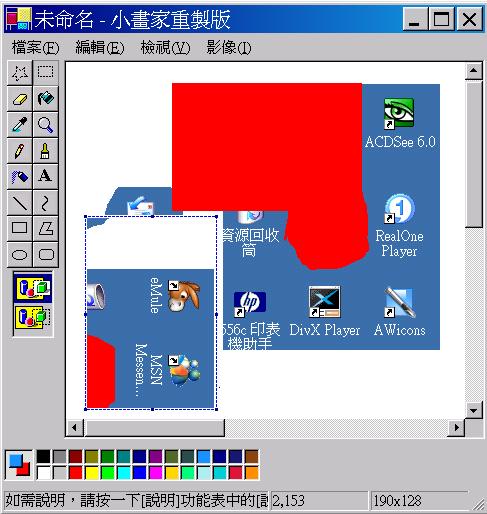 未命名 - 小畫家重製版
檔案(F) 編輯(E) 檢視(V) 影像(I)
A
ACDSee 6.0
資源回收
筒
1
RealOne
Player
eMule
MSN
Messen...
hp
656c 印表
機助手
DivX Player
AWicons
如需說明，請按一下[說明]功能表中的[說
2,153
190x128